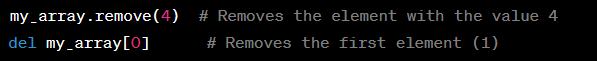 my_array.remove(4)  # Removes the element with the value 4
del my_array[0]      # Removes the first element (1)